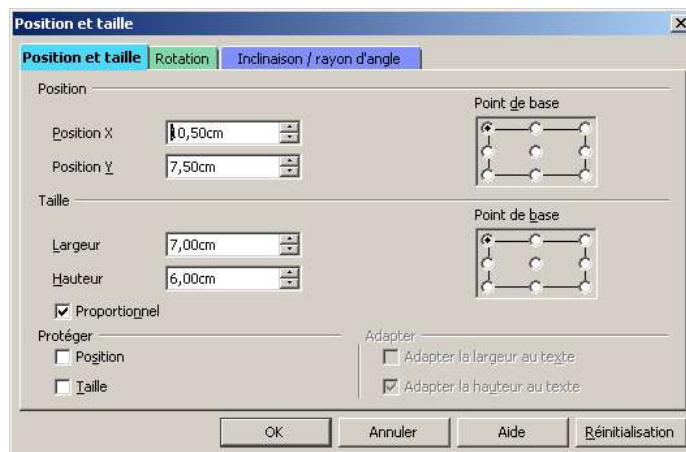 Position et taille
Position et taille Rotation Inclinaison / rayon d'angle
Position
Point de base
Position X 10,50cm
Position Y 7,50cm
Taille
Point de base
Largeur 7,00cm
Hauteur 6,00cm
Proportionnel
Protéger Adapter
Position Adapter la largeur au texte
Taille Adapter la hauteur au texte
OK Annuler Aide Réinitialisation